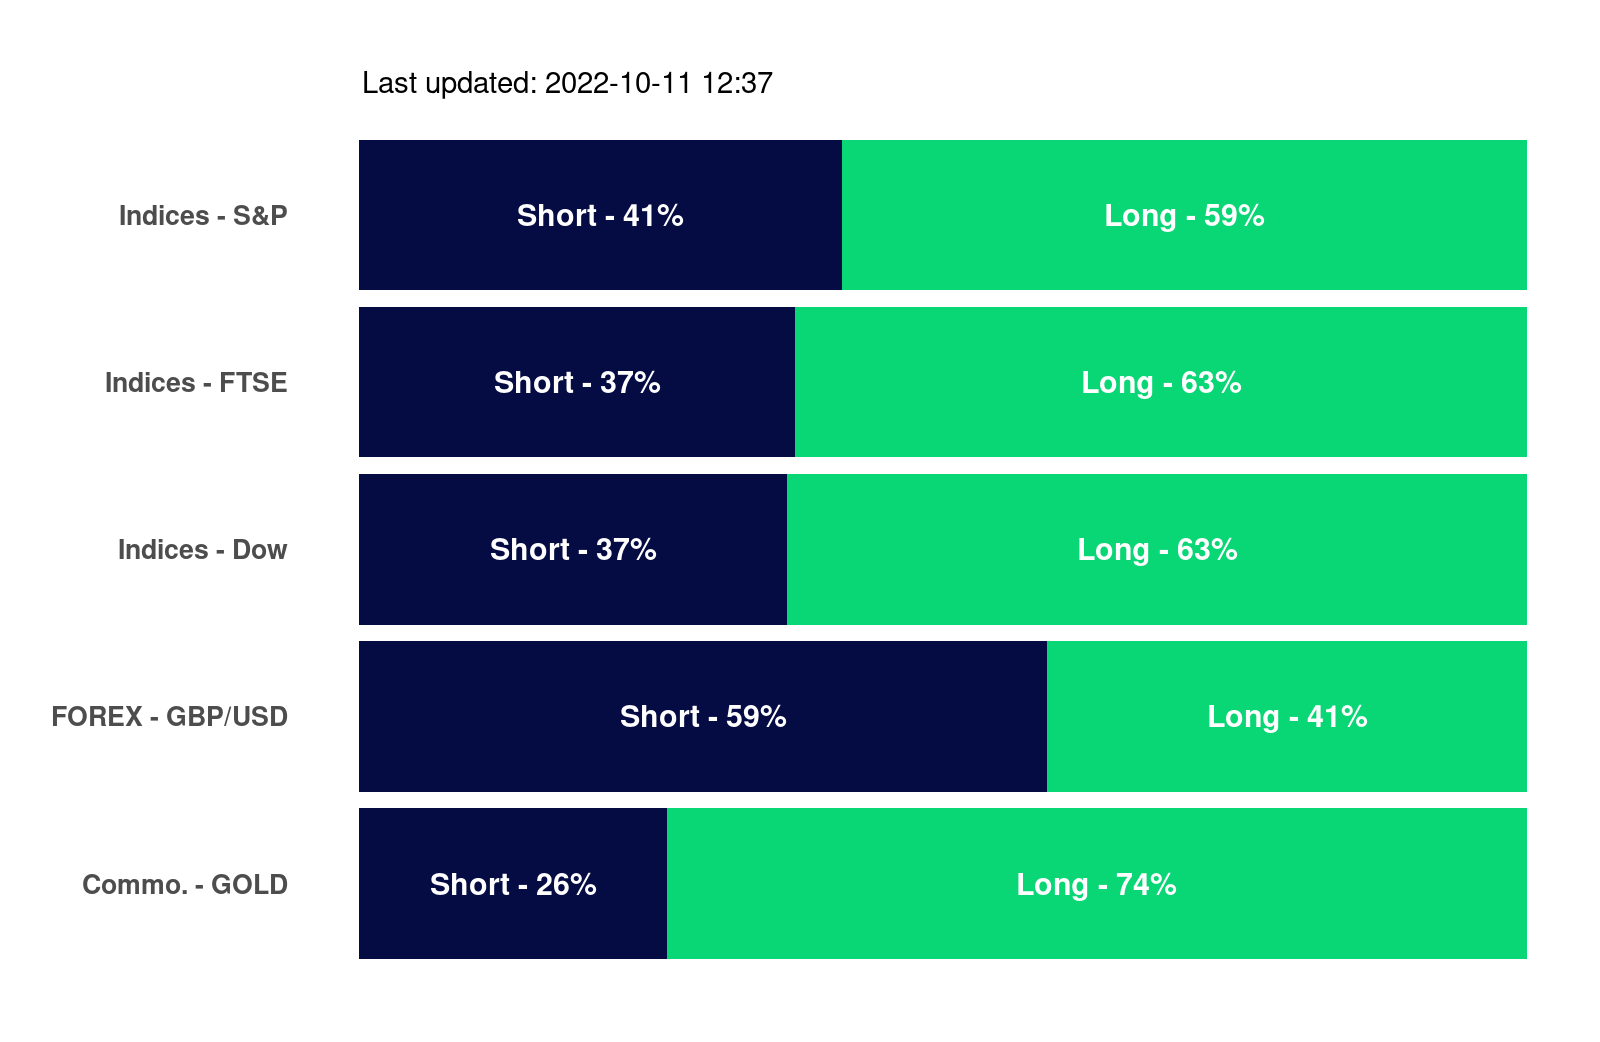 Last updated: 2022-10-11 12:37
Indices - S&P Short - 41% Long - 59%
Indices - FTSE Short - 37% Long - 63%
Indices - Dow Short - 37% Long - 63%
FOREX - GBP/USD Short - 59% Long - 41%
Commo. - GOLD Short - 26% Long - 74%